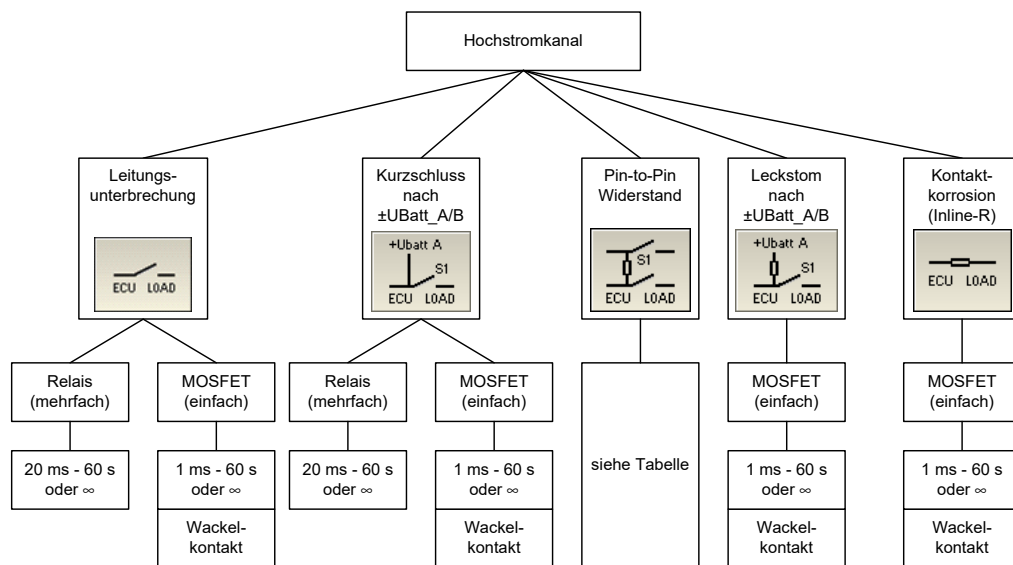 Hochstromkanal
Leitungs-
unterbrechung
ECU LOAD
Kurzschluss
nach
±UBatt_A/B
+Ubatt A
S1
ECU LOAD
Pin-to-Pin
Widerstand
S1
ECU LOAD
Leckstom
nach
±UBatt_A/B
+Ubatt A
S1
ECU LOAD
Kontakt-
korrosion
(Inline-R)
ECU LOAD
Relais
(mehrfach)
20 ms - 60 s
oder ∞
MOSFET
(einfach)
1 ms - 60 s
oder ∞
Wackel-
kontakt
Relais
(mehrfach)
20 ms - 60 s
oder ∞
MOSFET
(einfach)
1 ms - 60 s
oder ∞
Wackel-
kontakt
siehe Tabelle
MOSFET
(einfach)
1 ms - 60 s
oder ∞
Wackel-
kontakt
MOSFET
(einfach)
1 ms - 60 s
oder ∞
Wackel-
kontakt